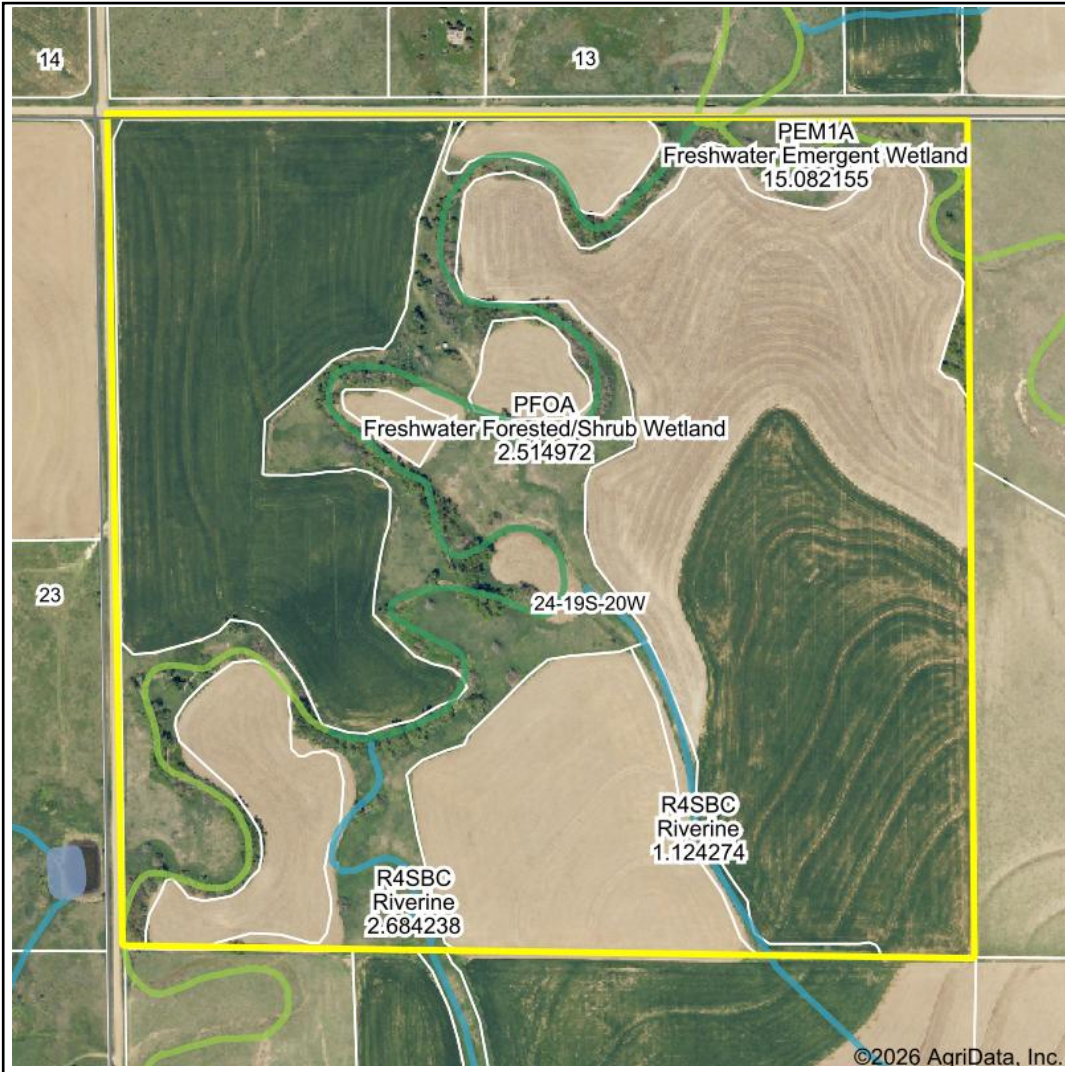 14
13
PEM1A
Freshwater Emergent Wetland
15.082155
PFOA
Freshwater Forested/Shrub Wetland
2.514972
23
24-19S-20W
R4SBC
Riverine
1.124274
R4SBC
Riverine
2.684238
©2026 AgriData, Inc.